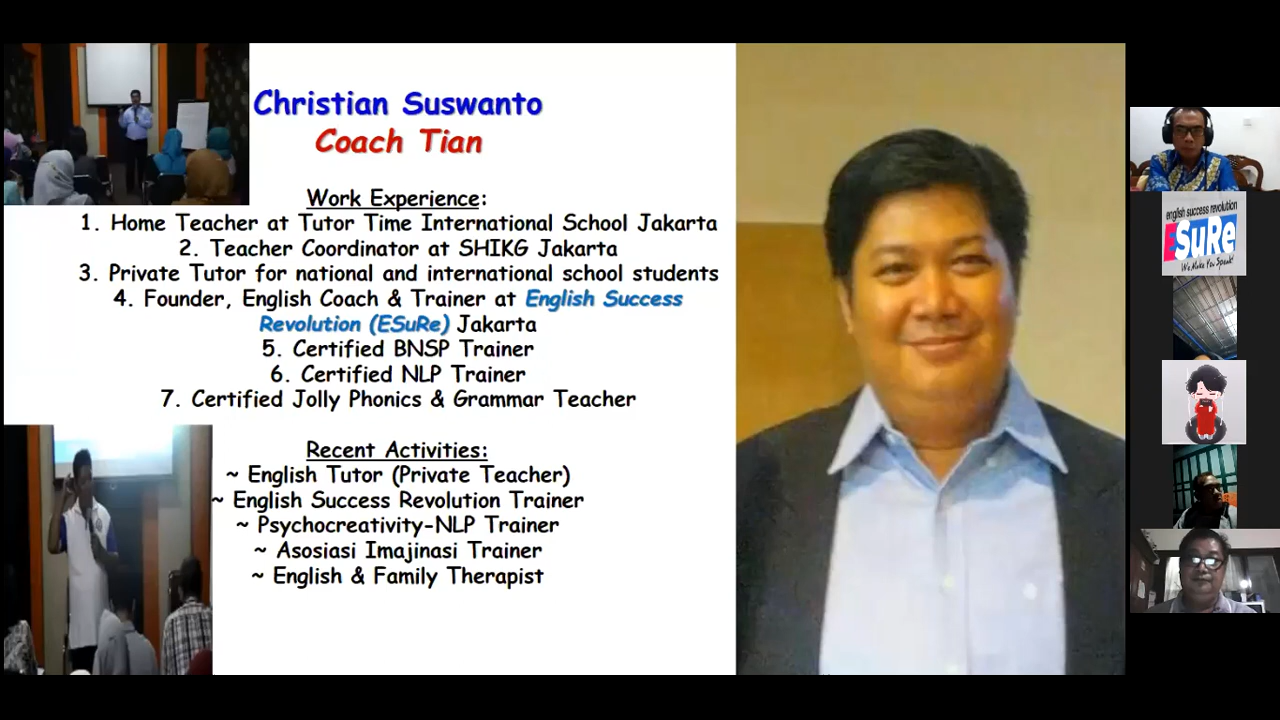 Christian Suswanto
Coach Tian
Work Experience:
1. Home Teacher at Tutor Time International School Jakarta
2. Teacher Coordinator at SHIKG Jakarta
3. Private Tutor for national and international school students
4. Founder, English Coach & Trainer at English Success
Revolution (ESuRe) Jakarta
5. Certified BNSP Trainer
6. Certified NLP Trainer
7. Certified Jolly Phonics & Grammar Teacher
Recent Activities:
~ English Tutor (Private Teacher)
~ English Success Revolution Trainer
~ Psychocreativity-NLP Trainer
~ Asosiasi Imajinasi Trainer
~ English & Family Therapist
english success revolution
ESuRe
We Make You Speak!